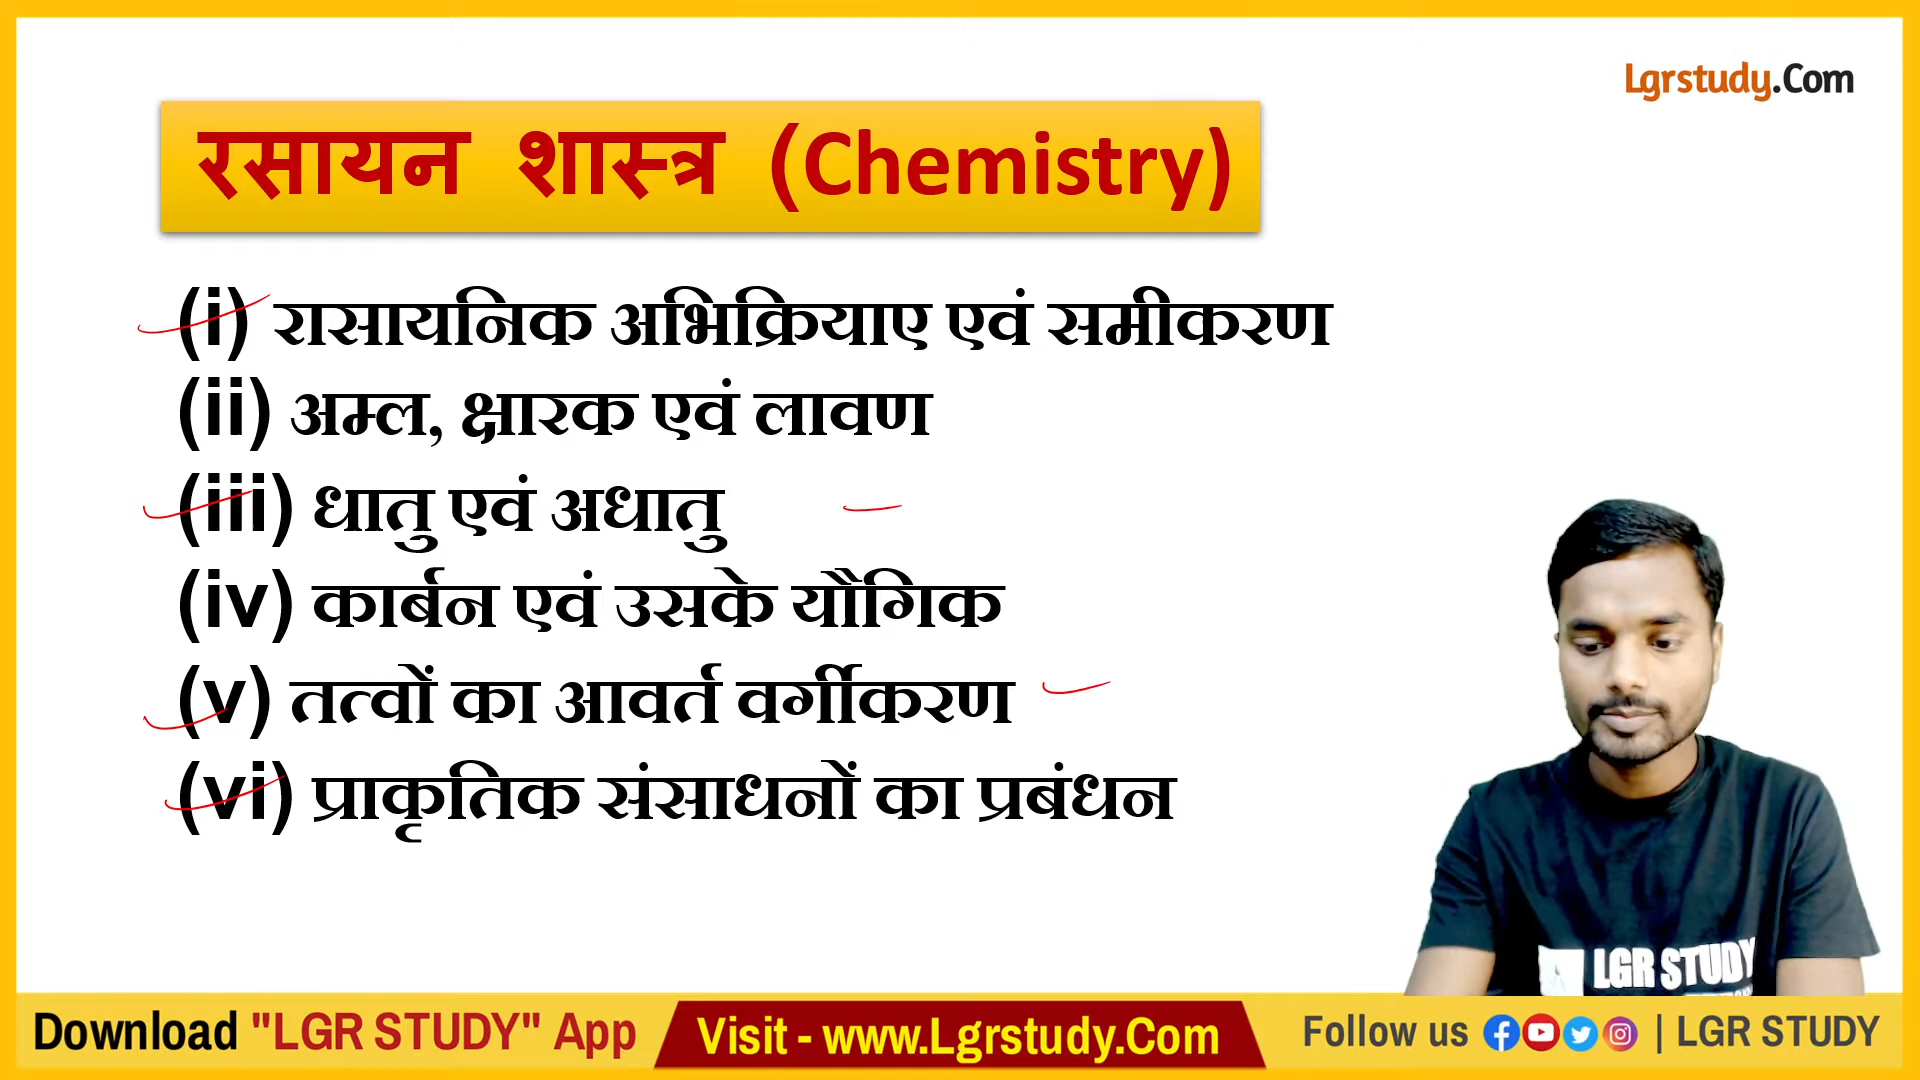 Lgrstudy.Com
रसायन शास्त्र (Chemistry)
(i) रासायनिक अभिक्रियाए एवं समीकरण
(ii) अम्ल, क्षारक एवं लावण
(iii) धातु एवं अधातु
(iv) कार्बन एवं उसके यौगिक
(v) तत्वों का आवर्त वर्गीकरण
(vi) प्राकृतिक संसाधनों का प्रबंधन
LGR STUDY
Download "LGR STUDY" App
Visit - www.Lgrstudy.Com
Follow us | LGR STUDY